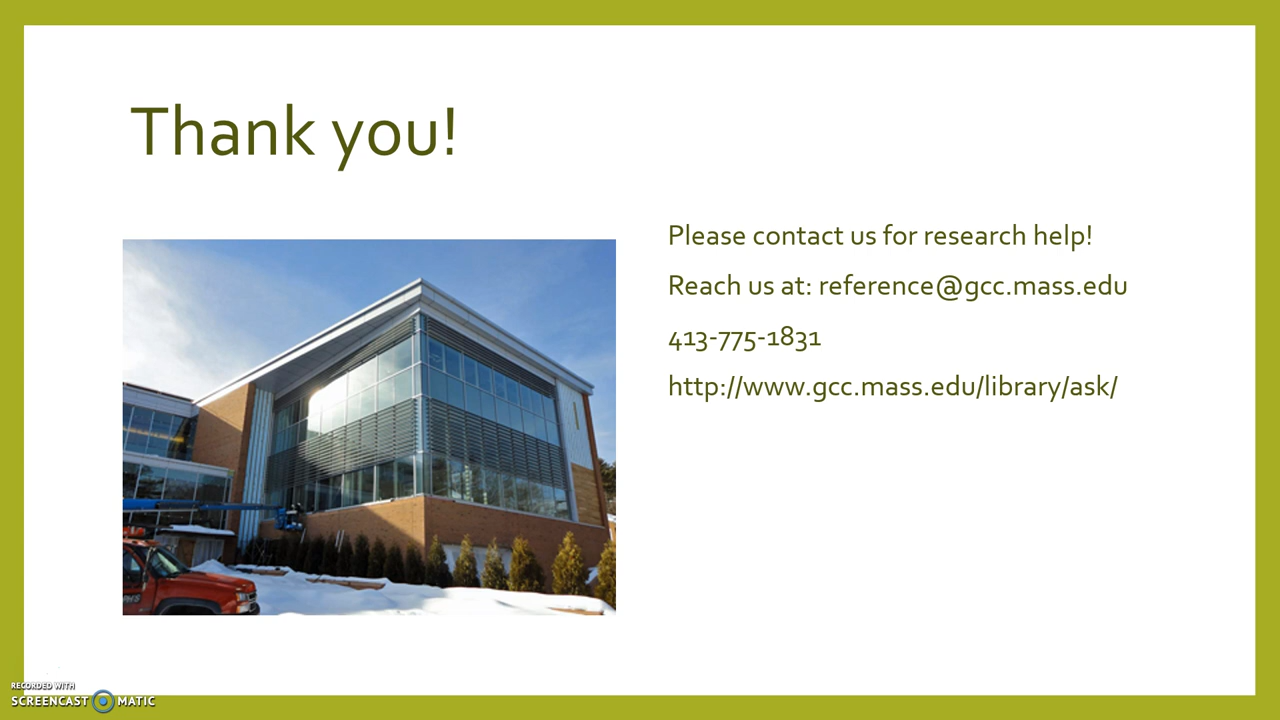 Thank you!
Please contact us for research help!
Reach us at: reference@gcc.mass.edu
413-775-1831
http://www.gcc.mass.edu/library/ask/
RECORDED WITH
SCREENCAST MATIC